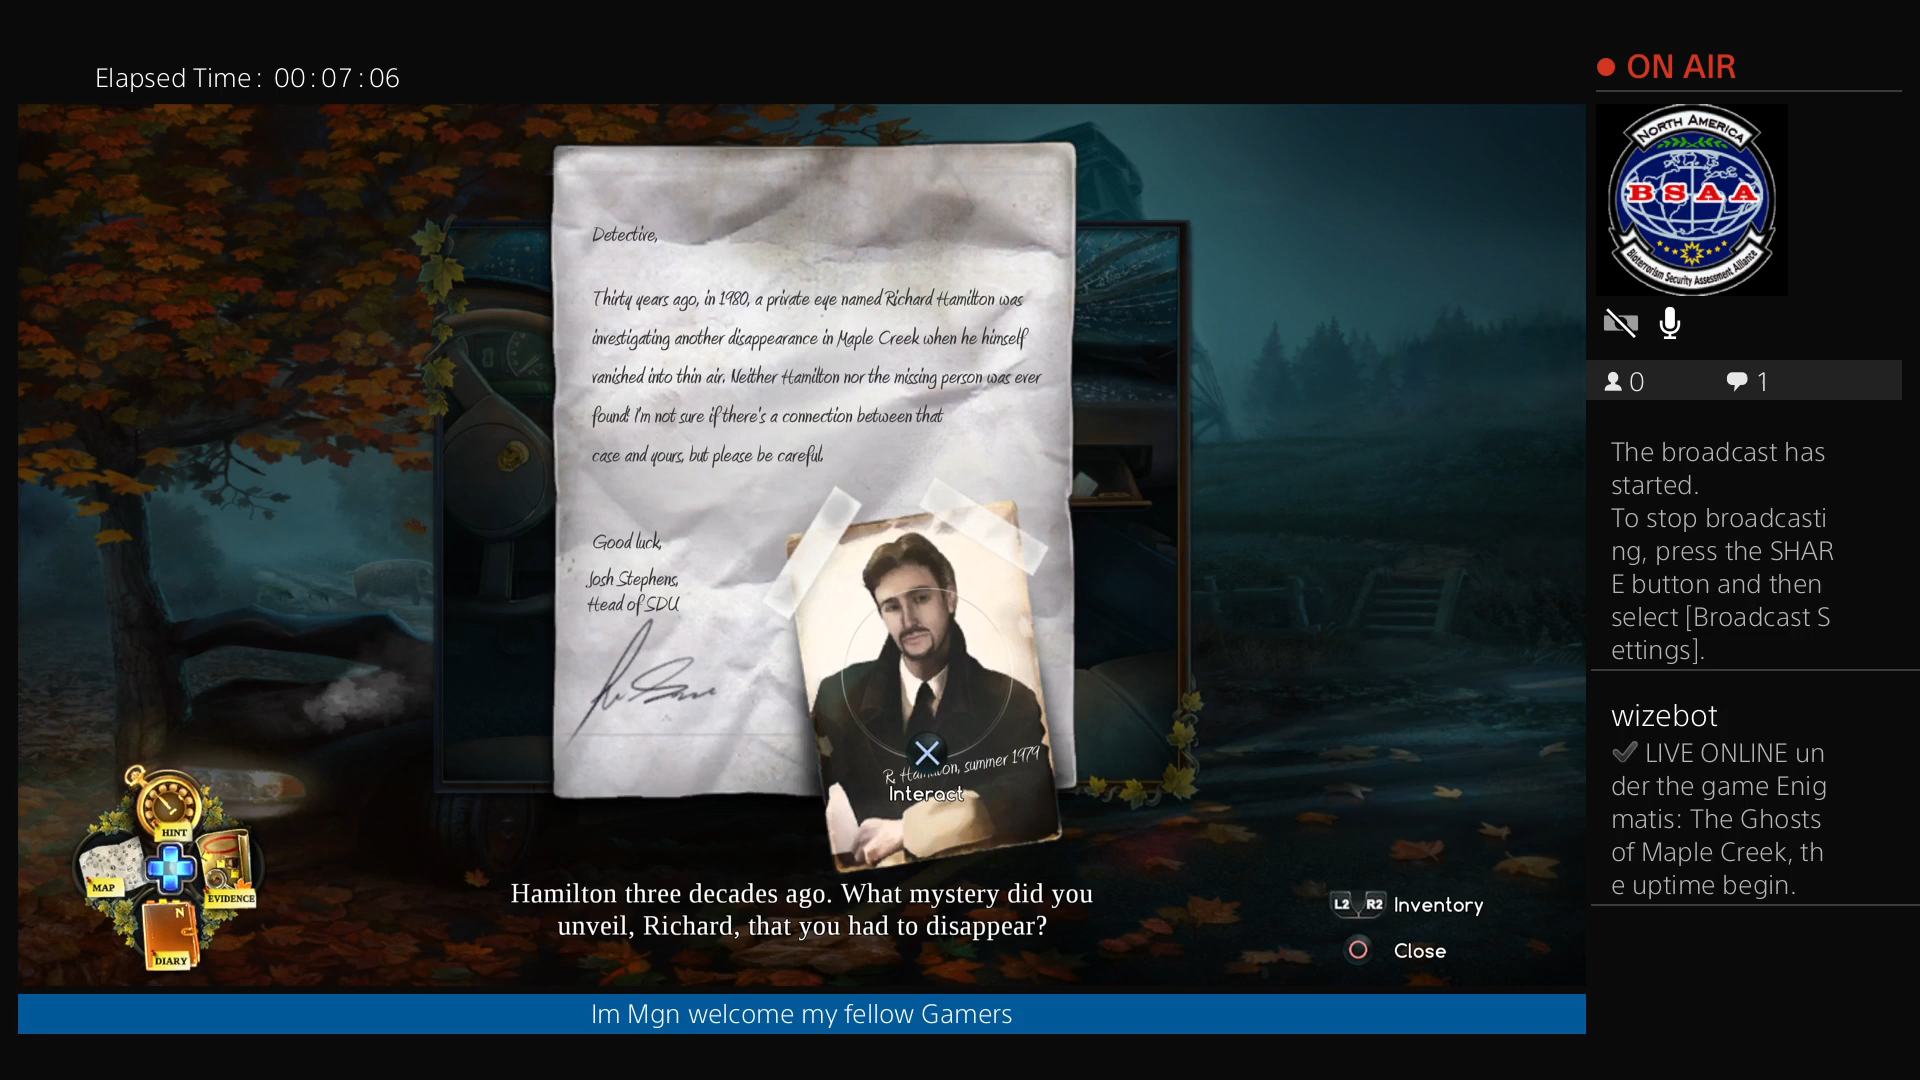 Elapsed Time: 00:07:06
ON AIR
NORTH AMERICA
BSAA
Bioterrorism Security Assessment Alliance
0
1
The broadcast has
started.
To stop broadcasti
ng, press the SHAR
E button and then
select [Broadcast S
ettings].
wizebot
✓ LIVE ONLINE un
der the game Enig
matis: The Ghosts
of Maple Creek, th
e uptime begin.
Detective,
Thirty years ago, in 1980, a private eye named Richard Hamilton was
investigating another disappearance in Maple Creek when he himself
vanished into thin air. Neither Hamilton nor the missing person was ever
found! I'm not sure if there's a connection between that
case and yours, but please be careful.
Good luck,
Josh Stephens,
Head of SDU
R. Hamilton, summer 1979
Interact
HINT
MAP
EVIDENCE
N
DIARY
Hamilton three decades ago. What mystery did you
unveil, Richard, that you had to disappear?
L2 R2 Inventory
Close
Im Mgn welcome my fellow Gamers